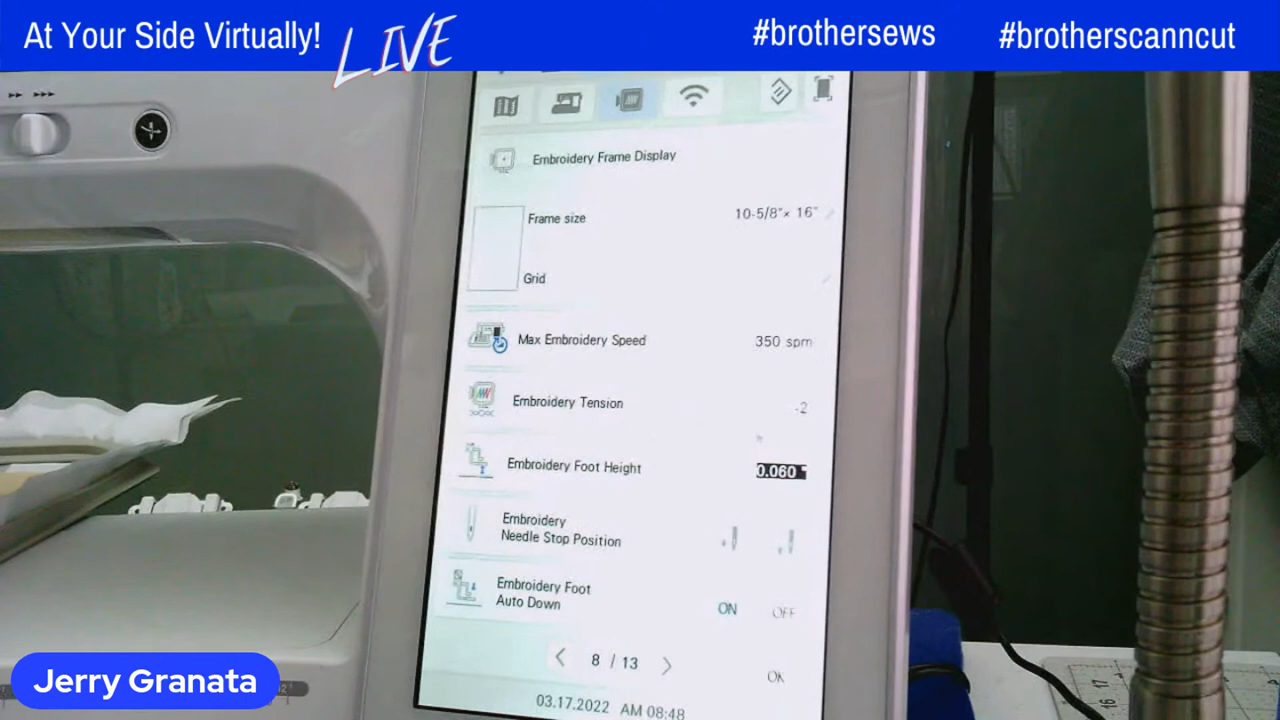 At Your Side Virtually!
LIVE
#brothersews
#brotherscanncut
Embroidery Frame Display
Frame size
10-5/8"× 16"
Grid
Max Embroidery Speed
350 spm
Embroidery Tension
-2
Embroidery Foot Height
0.060 "
Embroidery
Needle Stop Position
Embroidery Foot
Auto Down
ON
OFF
8 / 13
OK
03.17.2022 AM 08:48
Jerry Granata
17
16